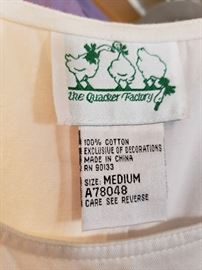 the Quacker Factory
100% COTTON
EXCLUSIVE OF DECORATIONS
MADE IN CHINA
RN 90133
SIZE: MEDIUM
A78048
CARE SEE REVERSE